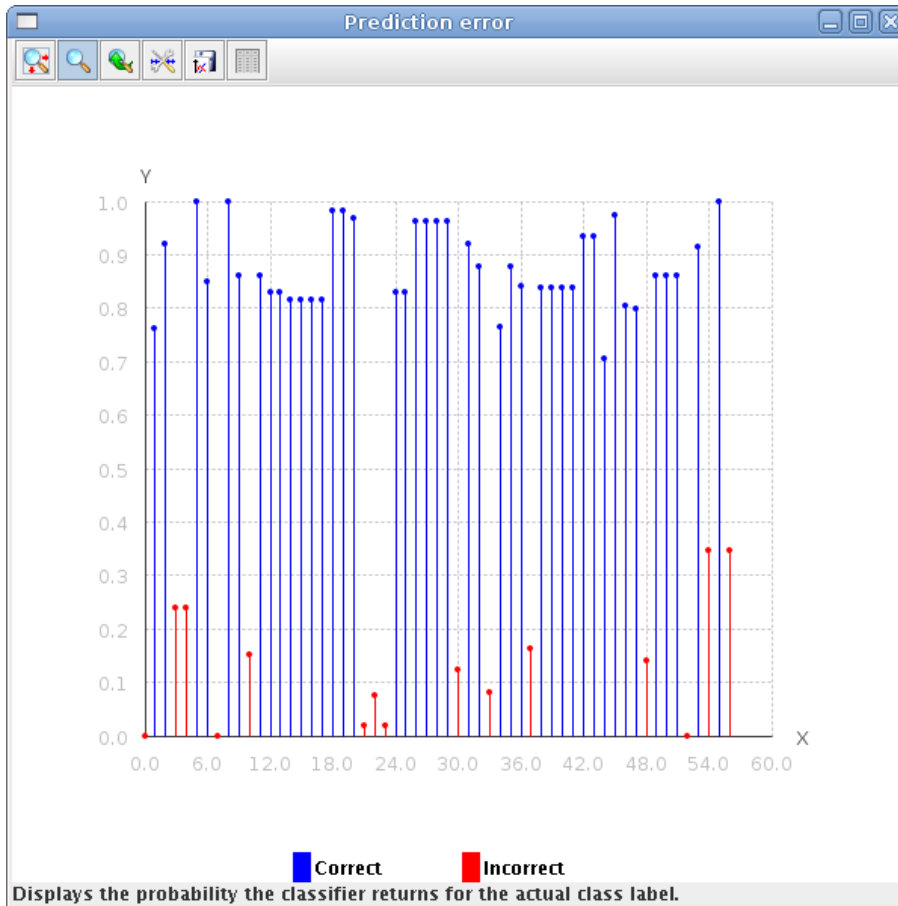 Prediction error
Y
1.0
0.9
0.8
0.7
0.6
0.5
0.4
0.3
0.2
0.1
0.0
X
0.0 6.0 12.0 18.0 24.0 30.0 36.0 42.0 48.0 54.0 60.0
Correct Incorrect
Displays the probability the classifier returns for the actual class label.